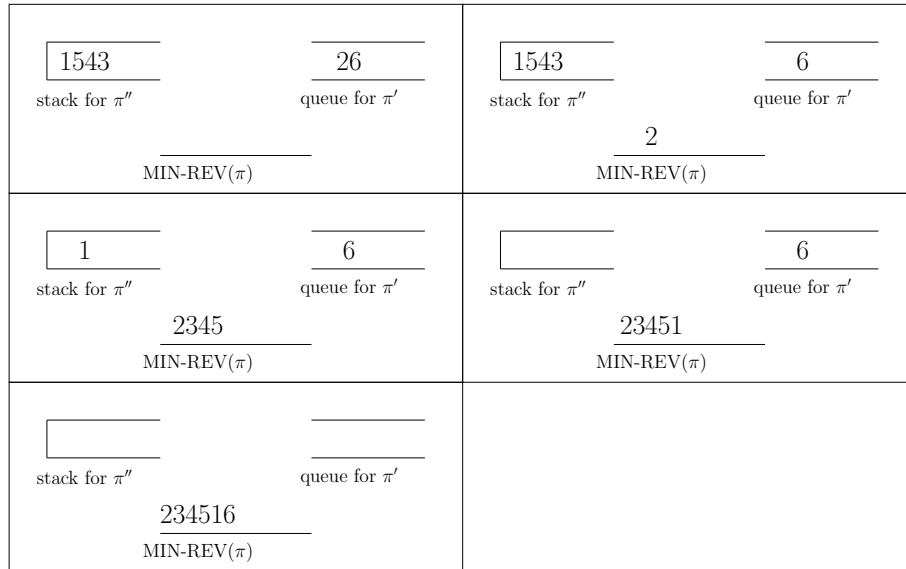 1543 26 1543 6
stack for π″ queue for π′ stack for π″ queue for π′
2
MIN-REV(π) MIN-REV(π)
1 6 6
stack for π″ queue for π′ stack for π″ queue for π′
2345 23451
MIN-REV(π) MIN-REV(π)
stack for π″ queue for π′
234516
MIN-REV(π)